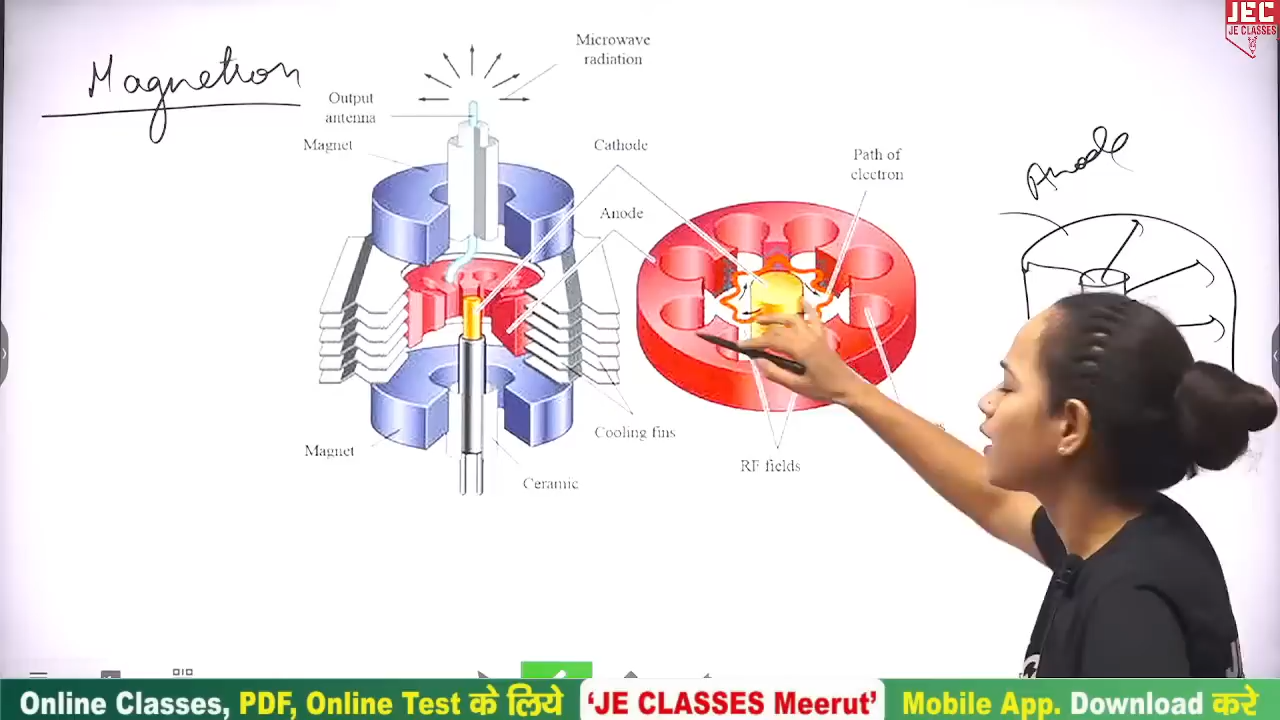 JEC
JE CLASSES
Magnetron
Microwave
radiation
Output
antenna
Magnet
Cathode
Anode
Path of
electron
Anode
Cooling fins
Magnet
RF fields
Ceramic
Online Classes, PDF, Online Test के लिये 'JE CLASSES Meerut' Mobile App. Download करे